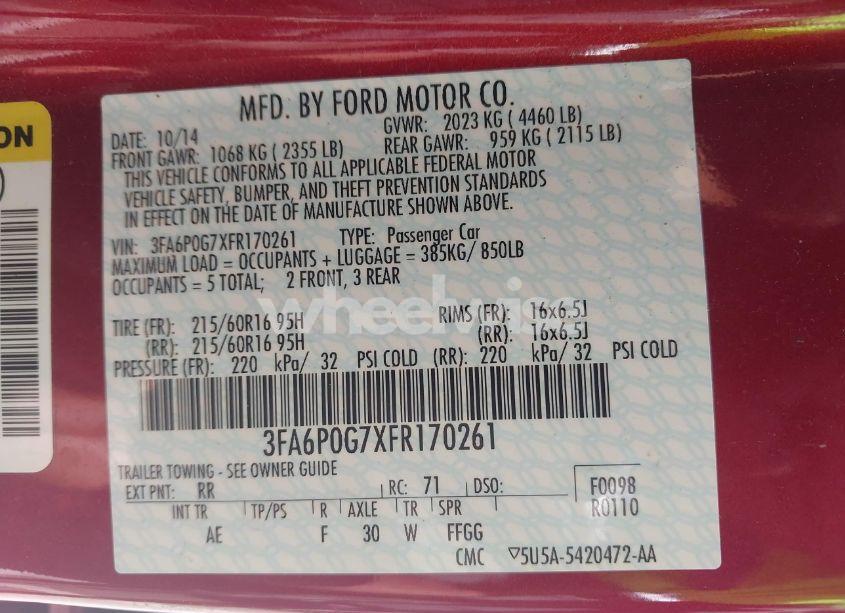 ON
MFD. BY FORD MOTOR CO.
DATE: 10/14 GVWR: 2023 KG ( 4460 LB)
FRONT GAWR: 1068 KG ( 2355 LB) REAR GAWR: 959 KG ( 2115 LB)
THIS VEHICLE CONFORMS TO ALL APPLICABLE FEDERAL MOTOR
VEHICLE SAFETY, BUMPER, AND THEFT PREVENTION STANDARDS
IN EFFECT ON THE DATE OF MANUFACTURE SHOWN ABOVE.
VIN: 3FA6P0G7XFR170261 TYPE: Passenger Car
MAXIMUM LOAD = OCCUPANTS + LUGGAGE = 385KG/ 850LB
OCCUPANTS = 5 TOTAL; 2 FRONT, 3 REAR
TIRE (FR): 215/60R16 95H RIMS (FR): 16x6.5J
(RR): 215/60R16 95H (RR): 16x6.5J
PRESSURE (FR): 220 kPa/ 32 PSI COLD (RR): 220 kPa/ 32 PSI COLD
3FA6P0G7XFR170261
TRAILER TOWING - SEE OWNER GUIDE
EXT PNT: RR RC: 71 DSO: F0098
INT TR TP/PS R AXLE TR SPR R0110
AE F 30 W FFGG
CMC ▽5U5A-5420472-AA